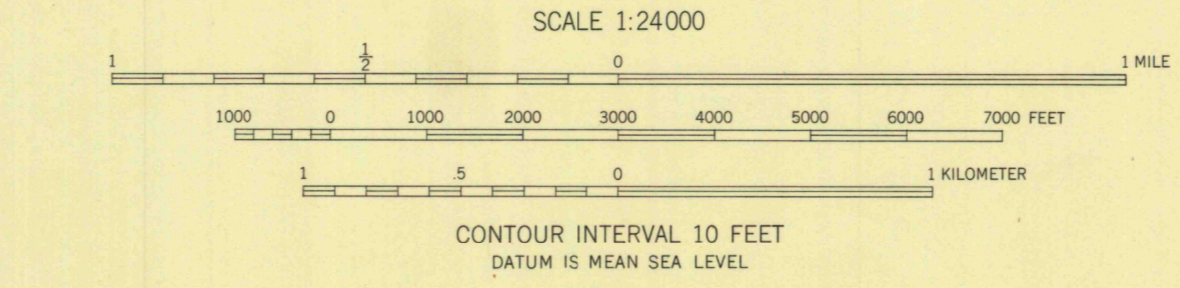 SCALE 1:24000
1 1/2 0 1 MILE
1000 0 1000 2000 3000 4000 5000 6000 7000 FEET
1 .5 0 1 KILOMETER
CONTOUR INTERVAL 10 FEET
DATUM IS MEAN SEA LEVEL